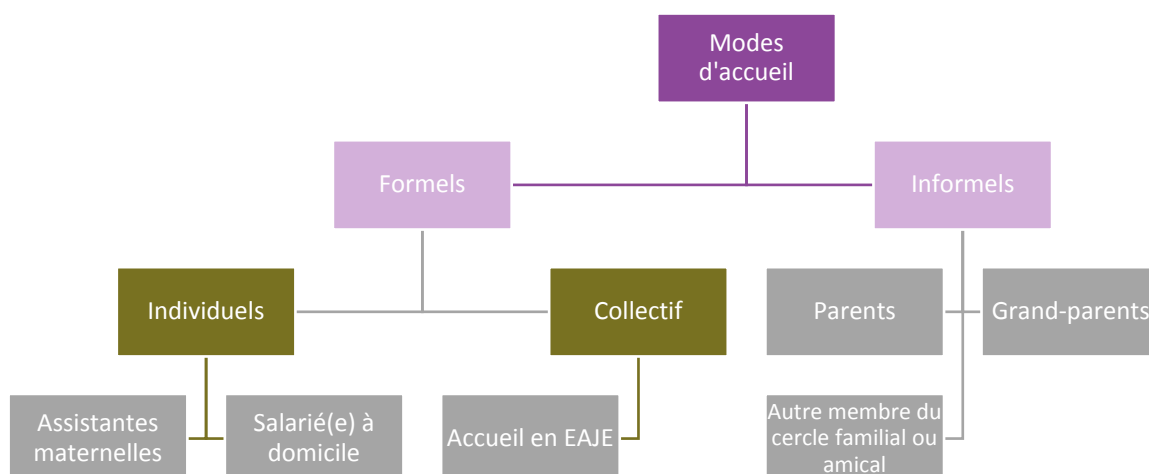 Modes
d'accueil
Formels
Informels
Individuels
Collectif
Parents
Grand-parents
Assistantes
maternelles
Salarié(e) à
domicile
Accueil en EAJE
Autre membre du
cercle familial ou
amical